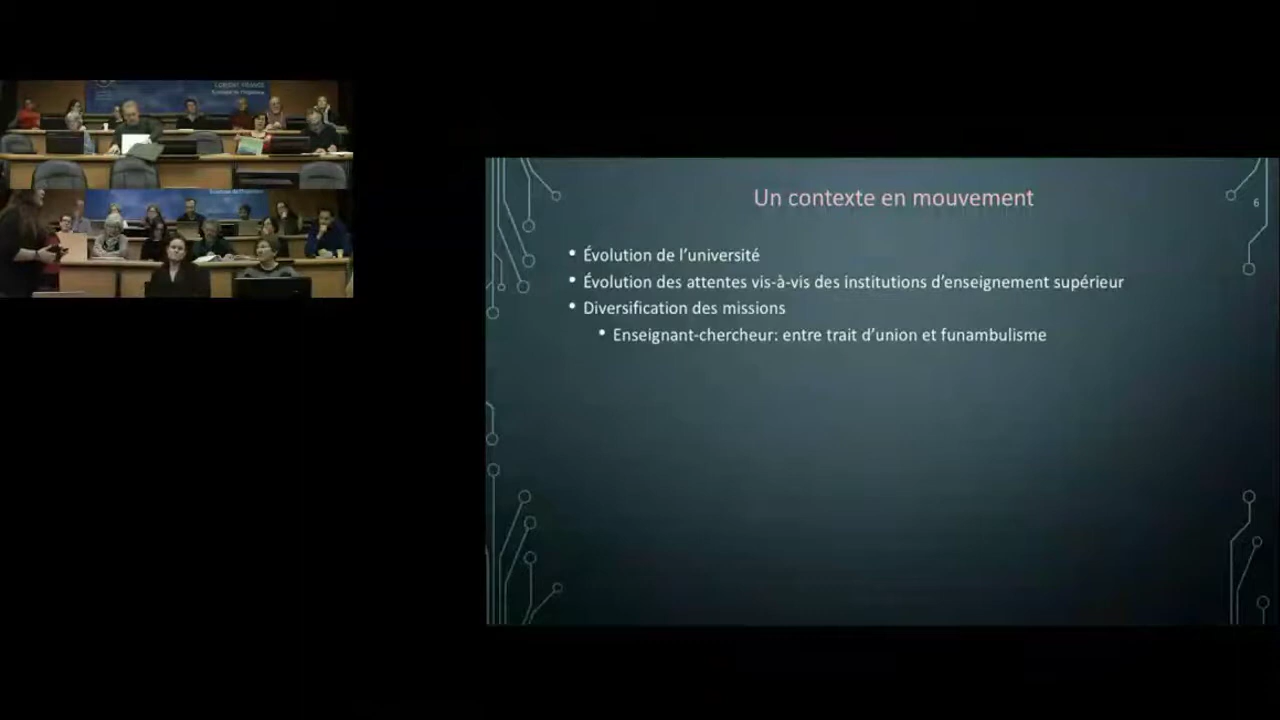 Un contexte en mouvement
6
• Évolution de l’université
• Évolution des attentes vis-à-vis des institutions d’enseignement supérieur
• Diversification des missions
• Enseignant-chercheur: entre trait d’union et funambulisme